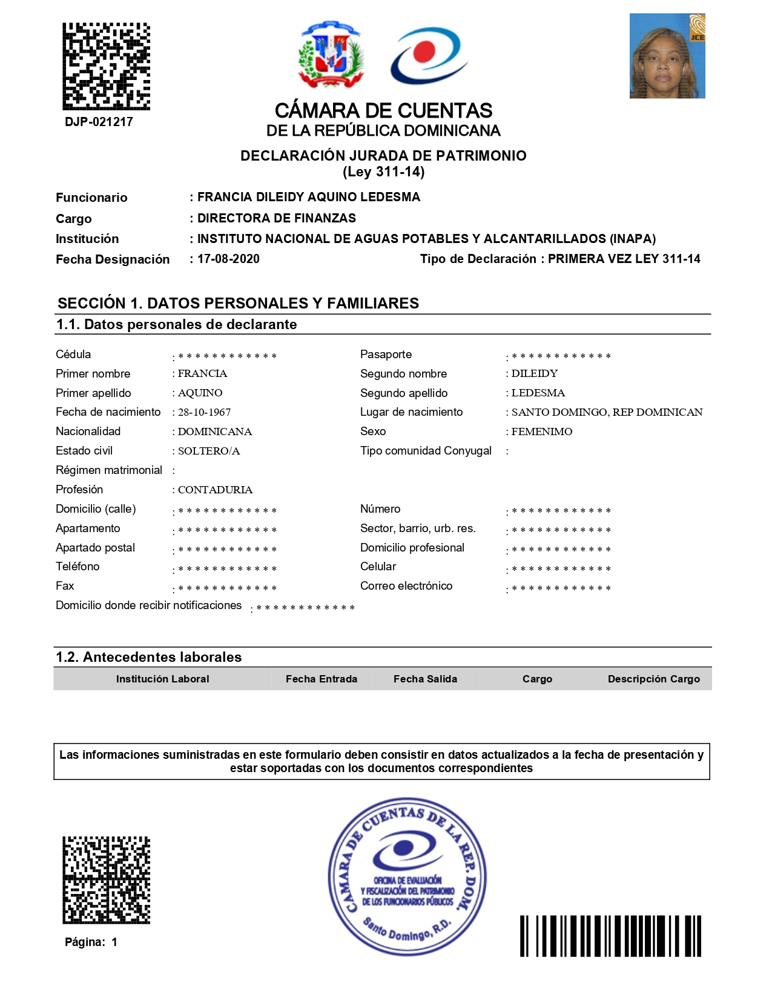 JCE
DJP-021217
CÁMARA DE CUENTAS
DE LA REPÚBLICA DOMINICANA
DECLARACIÓN JURADA DE PATRIMONIO
(Ley 311-14)
Funcionario : FRANCIA DILEIDY AQUINO LEDESMA
Cargo : DIRECTORA DE FINANZAS
Institución : INSTITUTO NACIONAL DE AGUAS POTABLES Y ALCANTARILLADOS (INAPA)
Fecha Designación : 17-08-2020 Tipo de Declaración : PRIMERA VEZ LEY 311-14
SECCIÓN 1. DATOS PERSONALES Y FAMILIARES
1.1. Datos personales de declarante
Cédula : * * * * * * * * * * * * Pasaporte : * * * * * * * * * * * *
Primer nombre : FRANCIA Segundo nombre : DILEIDY
Primer apellido : AQUINO Segundo apellido : LEDESMA
Fecha de nacimiento : 28-10-1967 Lugar de nacimiento : SANTO DOMINGO, REP DOMINICAN
Nacionalidad : DOMINICANA Sexo : FEMENIMO
Estado civil : SOLTERO/A Tipo comunidad Conyugal :
Régimen matrimonial :
Profesión : CONTADURIA
Domicilio (calle) : * * * * * * * * * * * * Número : * * * * * * * * * * * *
Apartamento : * * * * * * * * * * * * Sector, barrio, urb. res. : * * * * * * * * * * * *
Apartado postal : * * * * * * * * * * * * Domicilio profesional : * * * * * * * * * * * *
Teléfono : * * * * * * * * * * * * Celular : * * * * * * * * * * * *
Fax : * * * * * * * * * * * * Correo electrónico : * * * * * * * * * * * *
Domicilio donde recibir notificaciones : * * * * * * * * * * * *
1.2. Antecedentes laborales
Institución Laboral Fecha Entrada Fecha Salida Cargo Descripción Cargo
Las informaciones suministradas en este formulario deben consistir en datos actualizados a la fecha de presentación y
estar soportadas con los documentos correspondientes
CAMARA DE CUENTAS DE LA REP. DOM.
OFICINA DE EVALUACIÓN
Y FISCALIZACIÓN DEL PATRIMONIO
DE LOS FUNCIONARIOS PÚBLICOS
Santo Domingo, R.D.
Página: 1